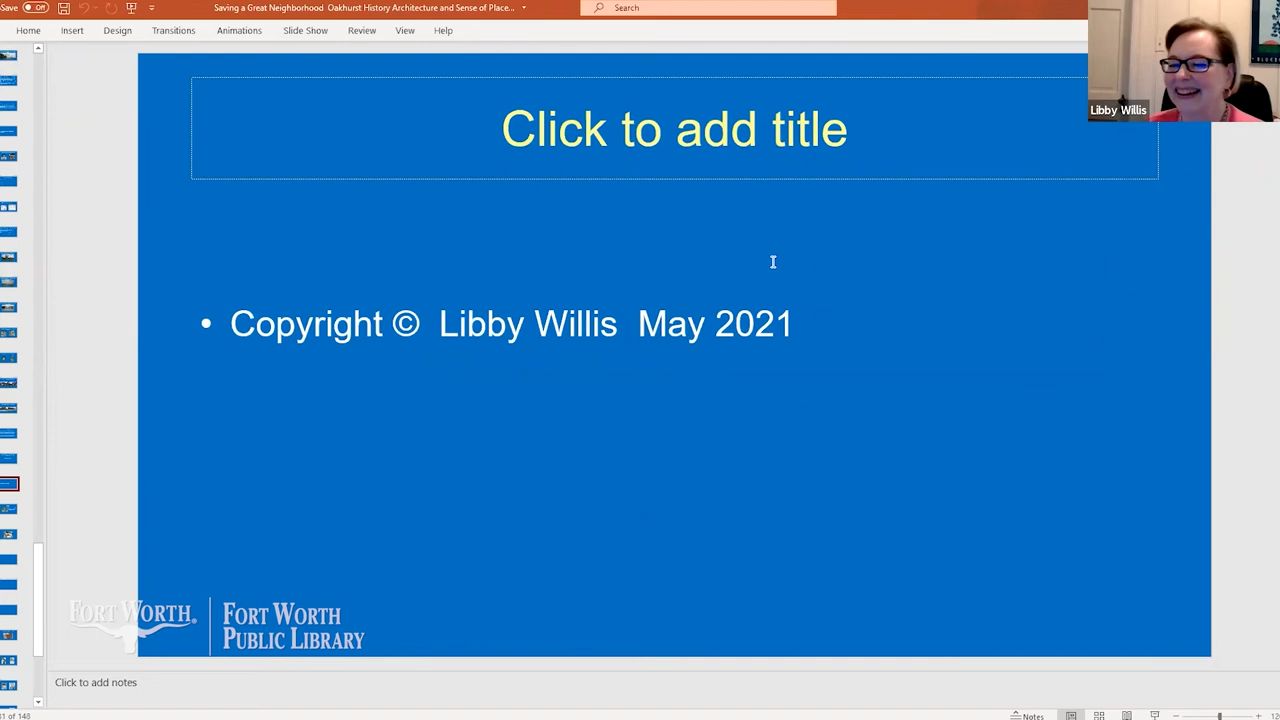 Save Off Saving a Great Neighborhood Oakhurst History Architecture and Sense of Place... Search
Home Insert Design Transitions Animations Slide Show Review View Help
Libby Willis
Click to add title
• Copyright © Libby Willis May 2021
FORT WORTH®
FORT WORTH
PUBLIC LIBRARY
Click to add notes
of 148 Notes